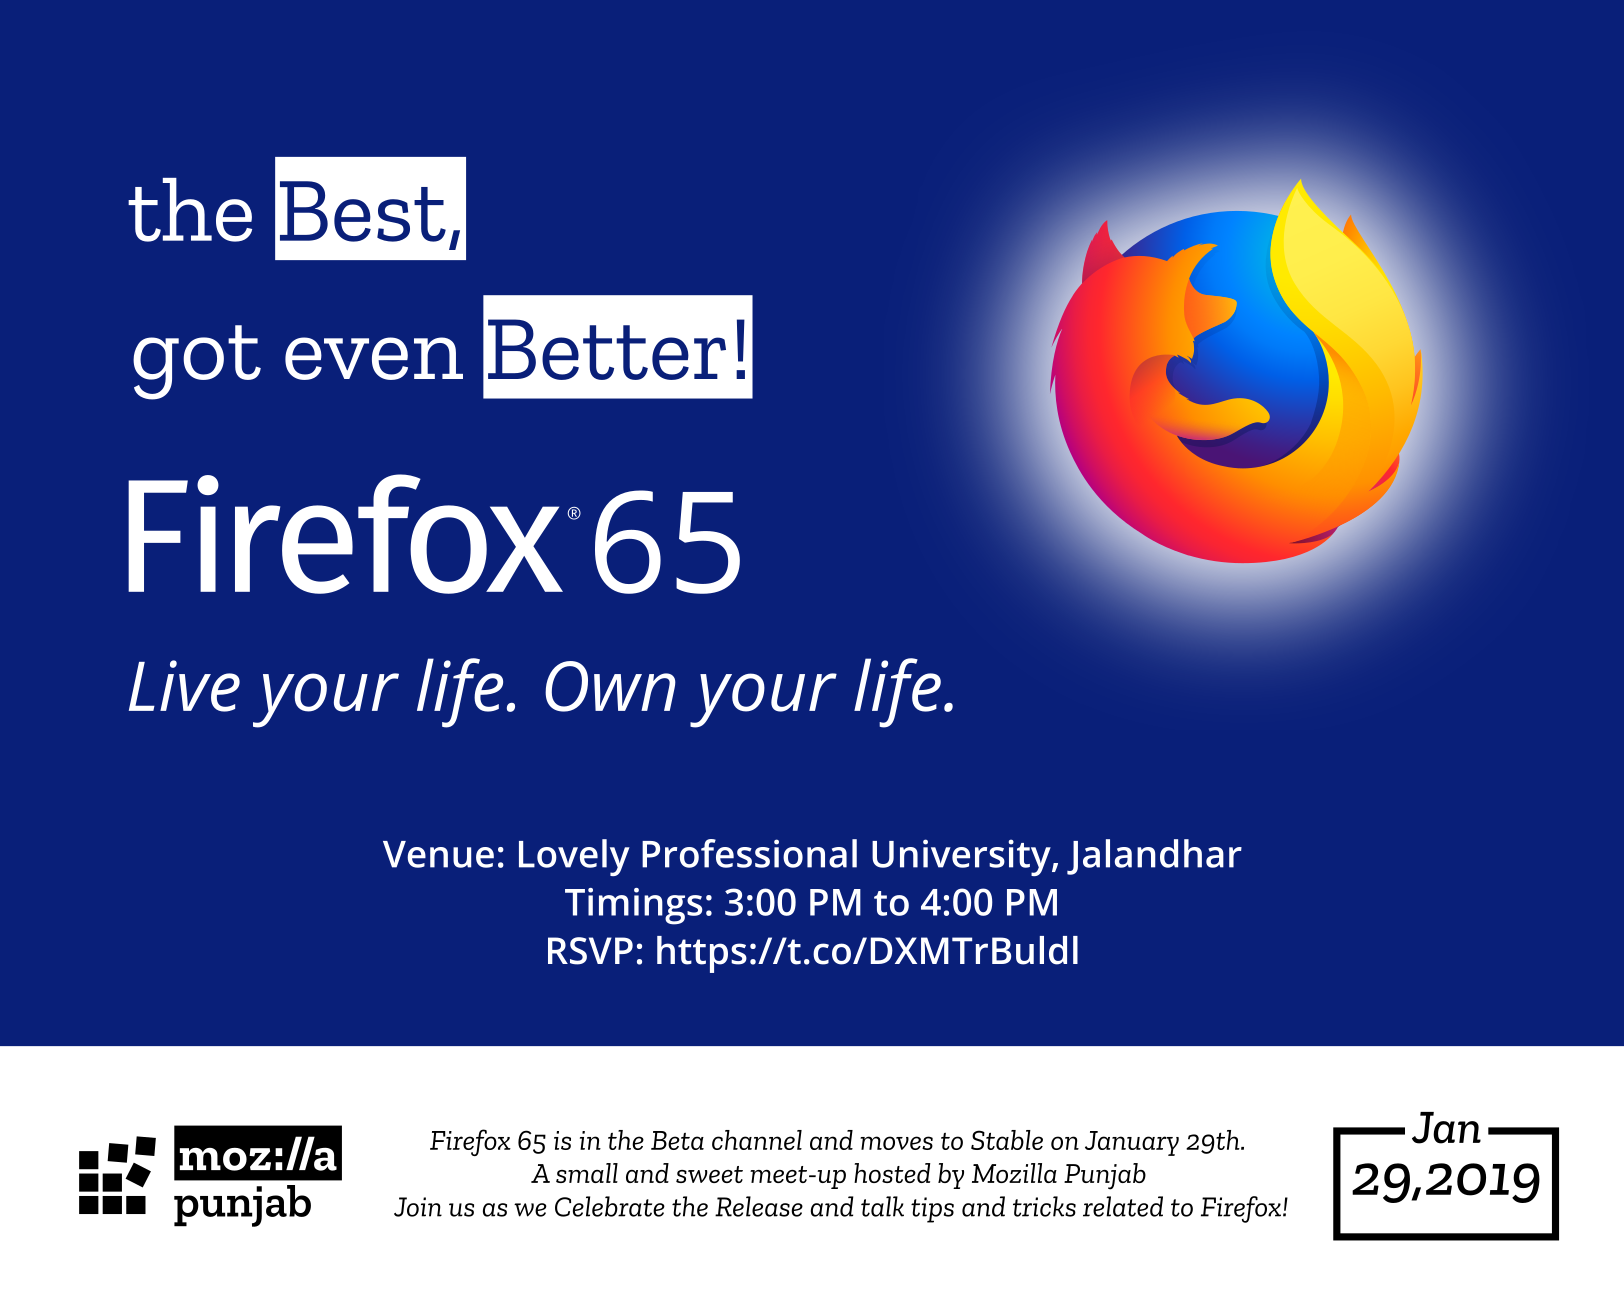 the Best,
got even Better!
Firefox® 65
Live your life. Own your life.
Venue: Lovely Professional University, Jalandhar
Timings: 3:00 PM to 4:00 PM
RSVP: https://t.co/DXMTrBuldl
moz://a
punjab
Firefox 65 is in the Beta channel and moves to Stable on January 29th.
A small and sweet meet-up hosted by Mozilla Punjab
Join us as we Celebrate the Release and talk tips and tricks related to Firefox!
Jan
29,2019